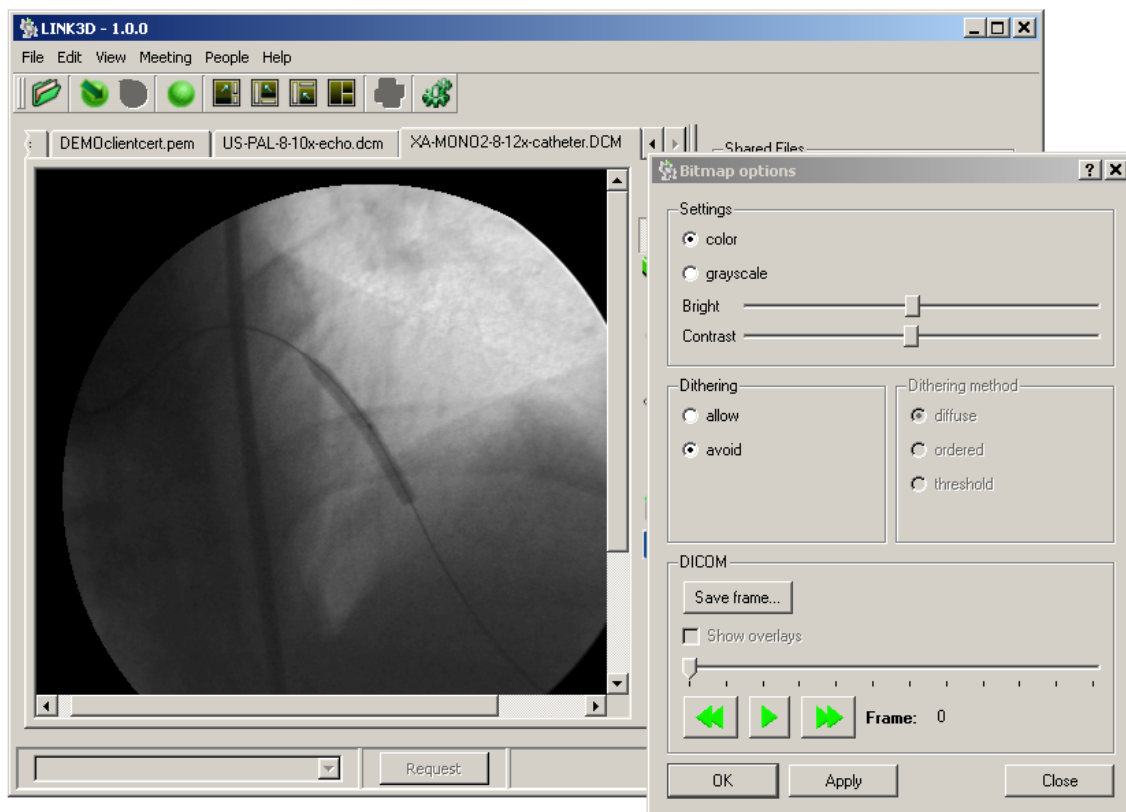 LINK3D - 1.0.0
File Edit View Meeting People Help
DEMOclientcert.pem US-PAL-8-10x-echo.dcm XA-MONO2-8-12x-catheter.DCM
Shared Files
Request
Bitmap options
Settings
color
grayscale
Bright
Contrast
Dithering
allow
avoid
Dithering method
diffuse
ordered
threshold
DICOM
Save frame...
Show overlays
Frame: 0
OK Apply Close